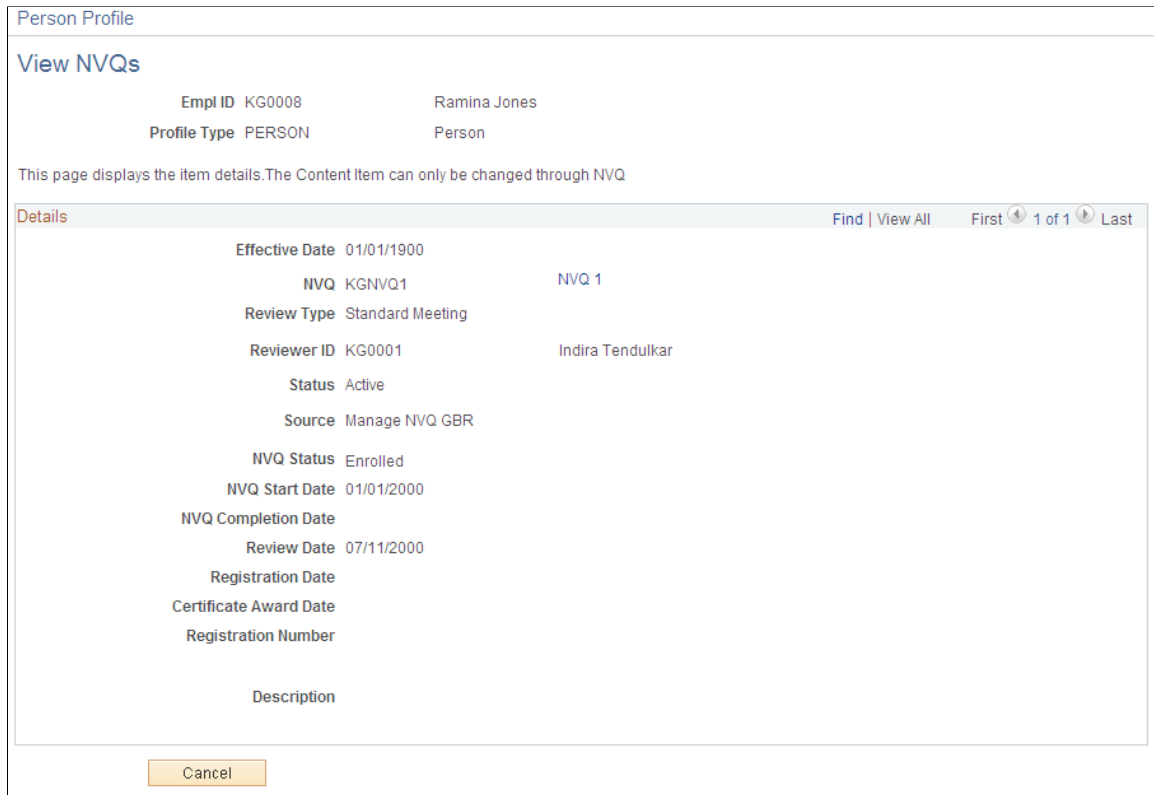 Person Profile
View NVQs
Empl ID KG0008 Ramina Jones
Profile Type PERSON Person
This page displays the item details.The Content Item can only be changed through NVQ
Details Find | View All First 1 of 1 Last
Effective Date 01/01/1900
NVQ KGNVQ1 NVQ 1
Review Type Standard Meeting
Reviewer ID KG0001 Indira Tendulkar
Status Active
Source Manage NVQ GBR
NVQ Status Enrolled
NVQ Start Date 01/01/2000
NVQ Completion Date
Review Date 07/11/2000
Registration Date
Certificate Award Date
Registration Number
Description
Cancel